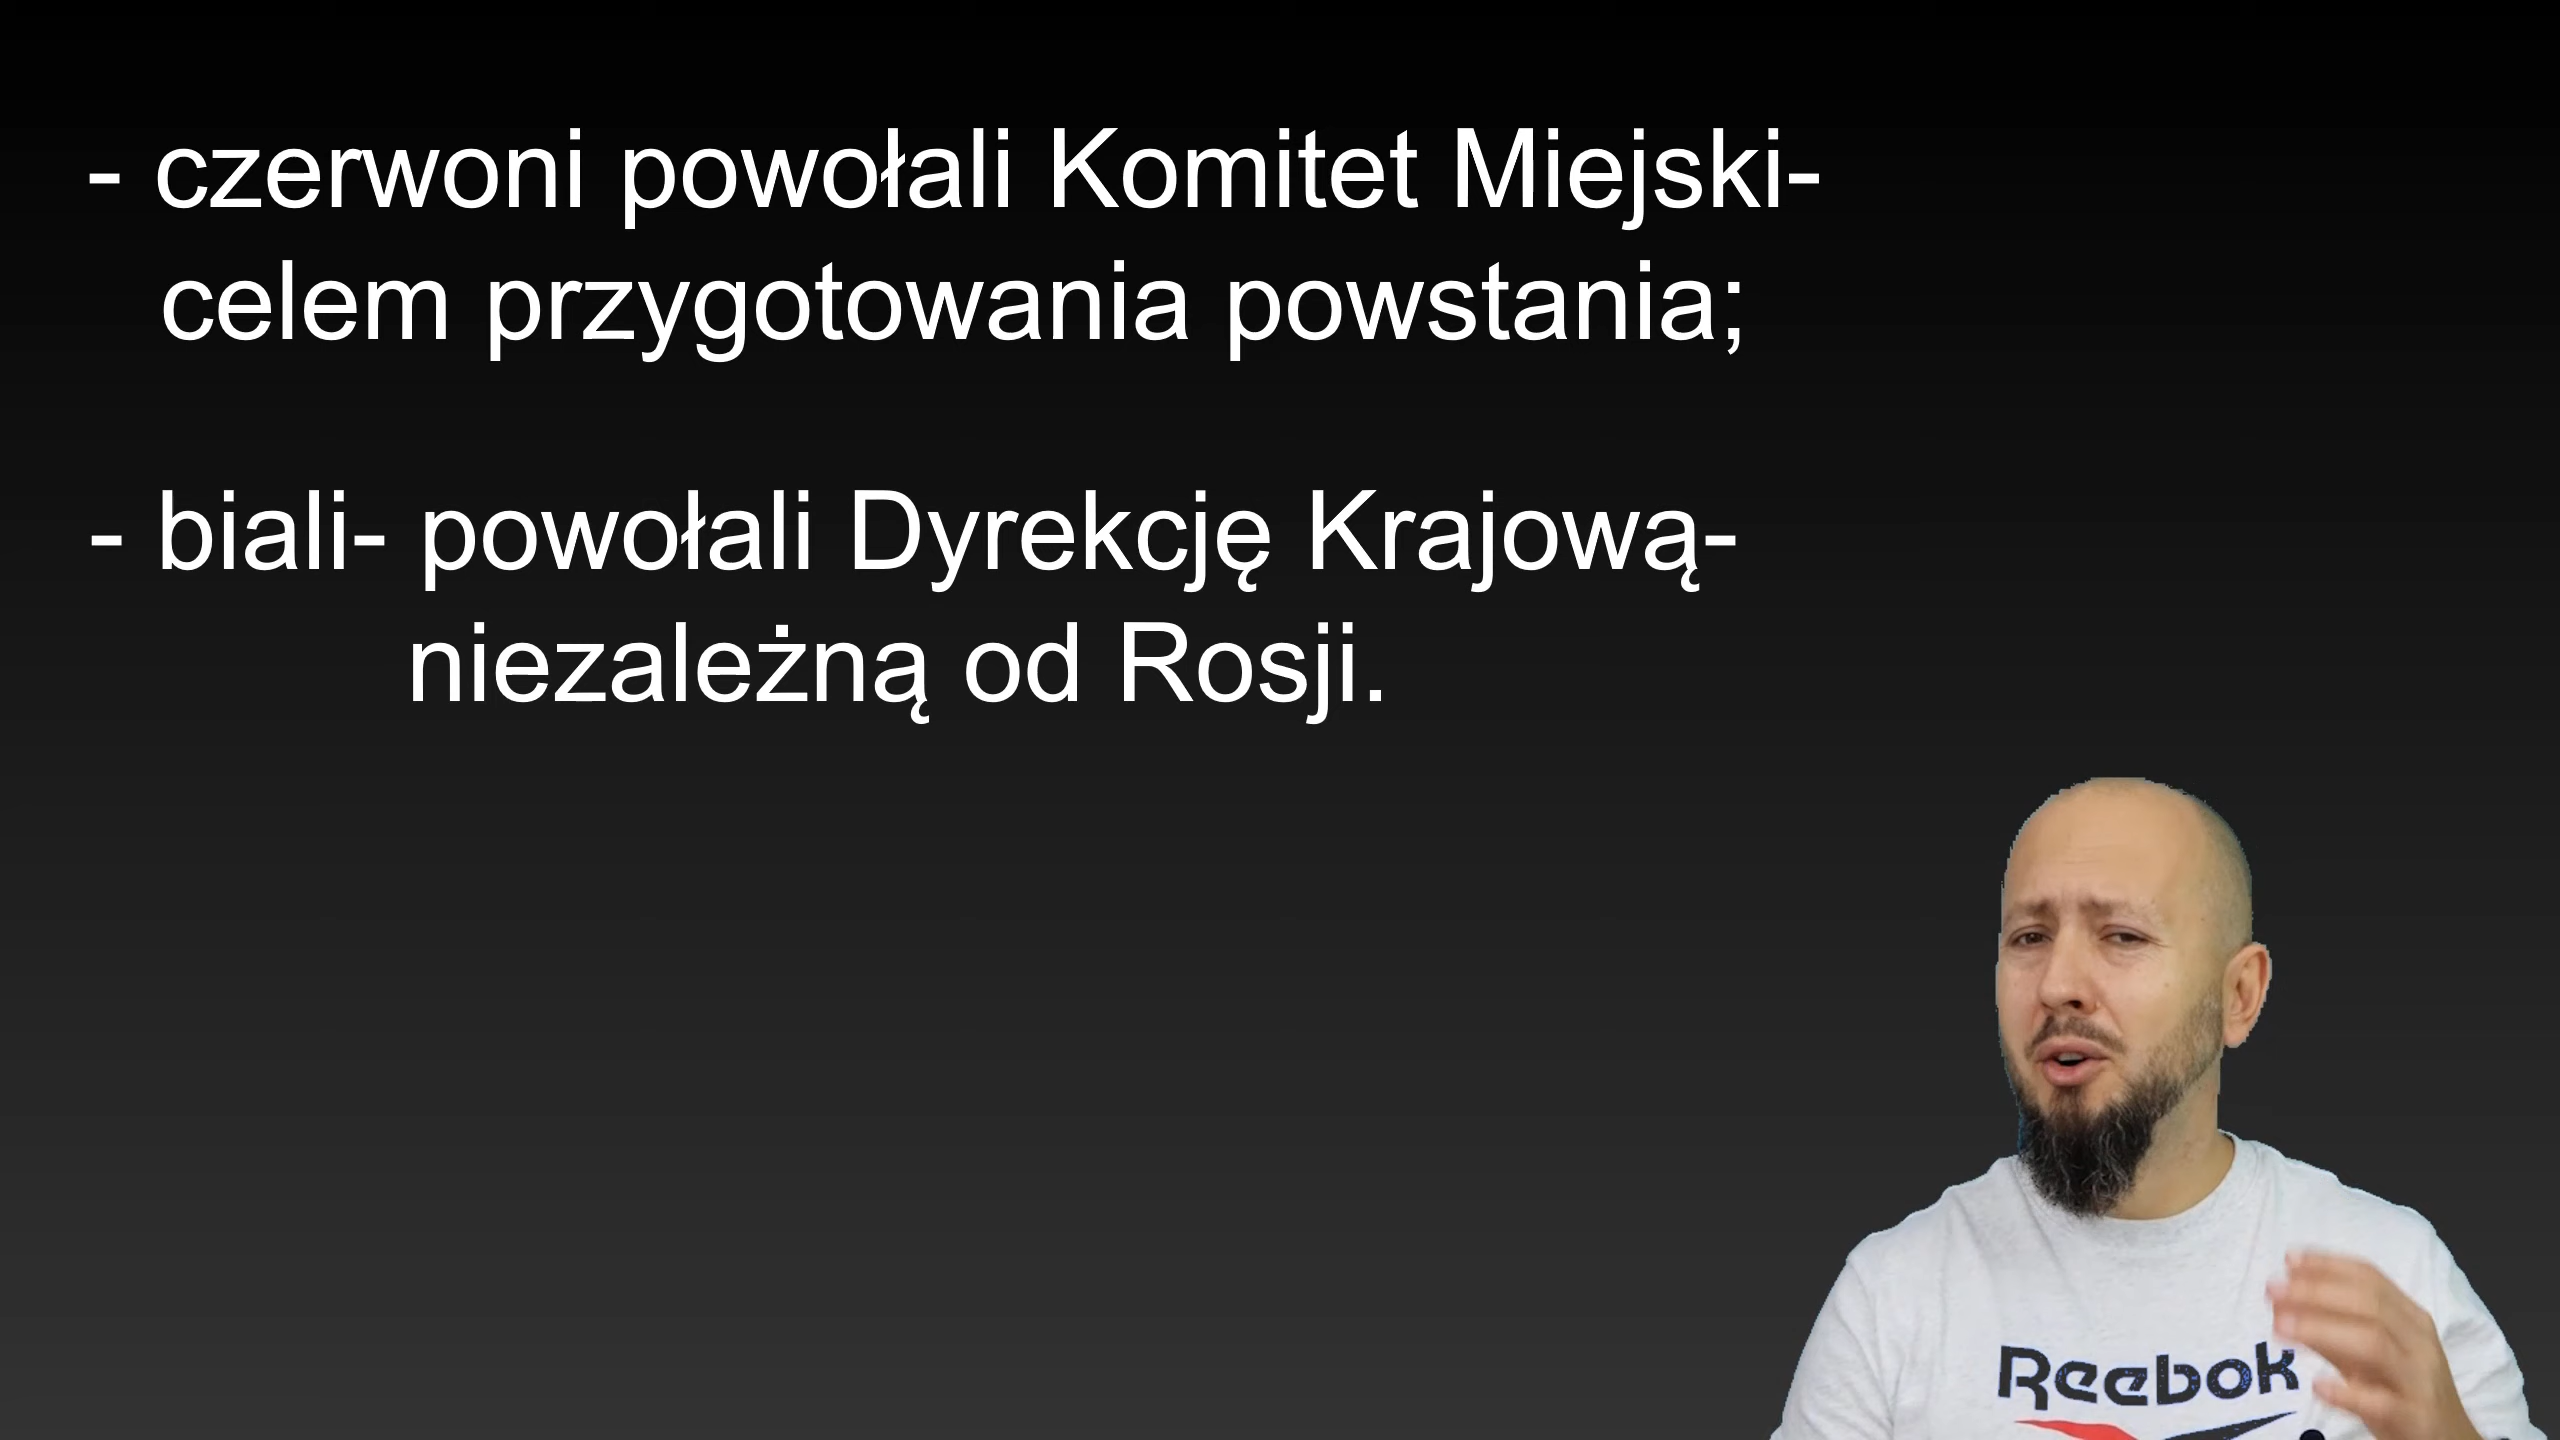 - czerwoni powołali Komitet Miejski-
celem przygotowania powstania;
- biali- powołali Dyrekcję Krajową-
niezależną od Rosji.
Reebok